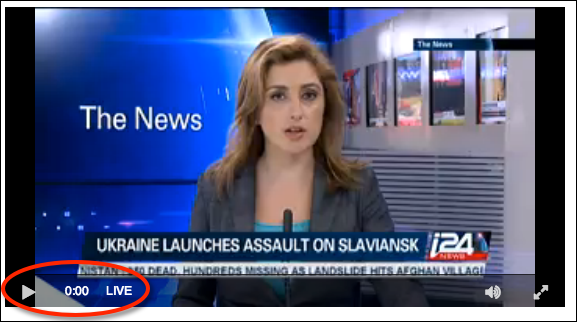 The News
The News
UKRAINE LAUNCHES ASSAULT ON SLAVIANSK
i24
NEWS
DEAD, HUNDREDS MISSING AS LANDSLIDE HITS AFGHAN VILLAG
0:00 LIVE